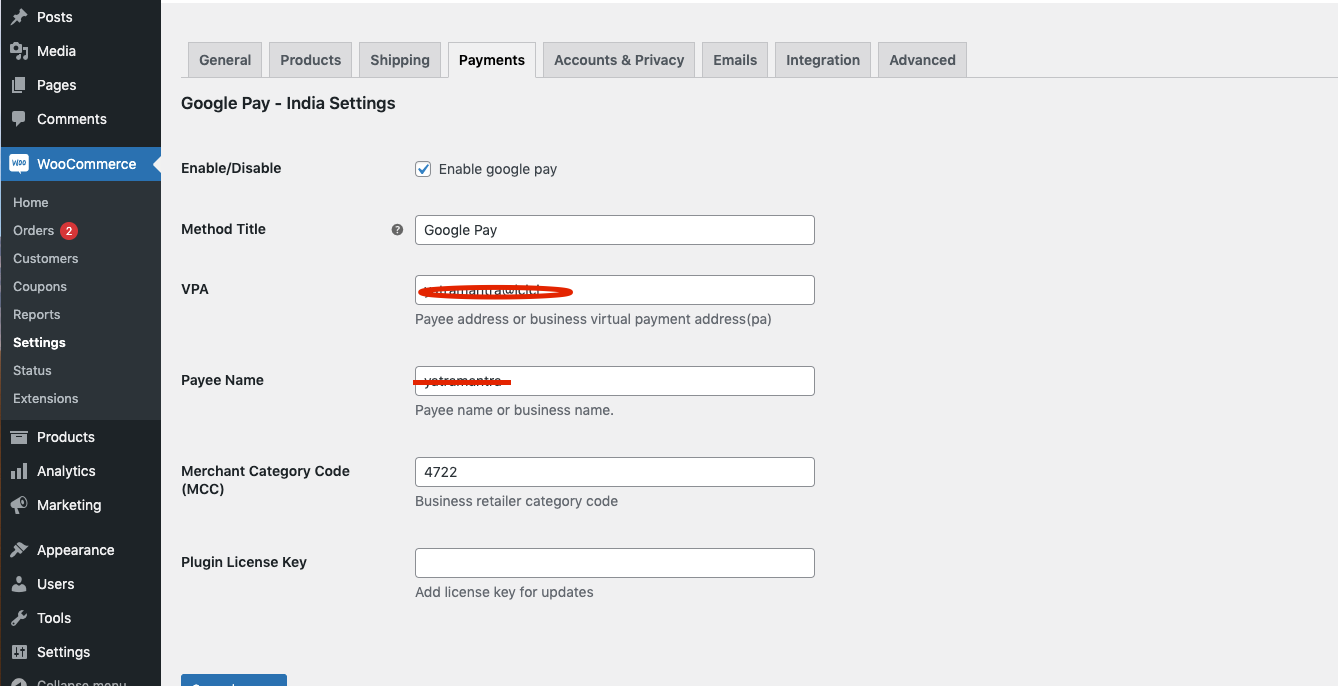 Posts
Media
Pages
Comments
WooCommerce
Home
Orders 2
Customers
Coupons
Reports
Settings
Status
Extensions
Products
Analytics
Marketing
Appearance
Users
Tools
Settings
Collapse menu
General Products Shipping Payments Accounts & Privacy Emails Integration Advanced
Google Pay - India Settings
Enable/Disable
Enable google pay
Method Title
Google Pay
VPA
Payee address or business virtual payment address(pa)
Payee Name
Payee name or business name.
Merchant Category Code
(MCC)
4722
Business retailer category code
Plugin License Key
Add license key for updates